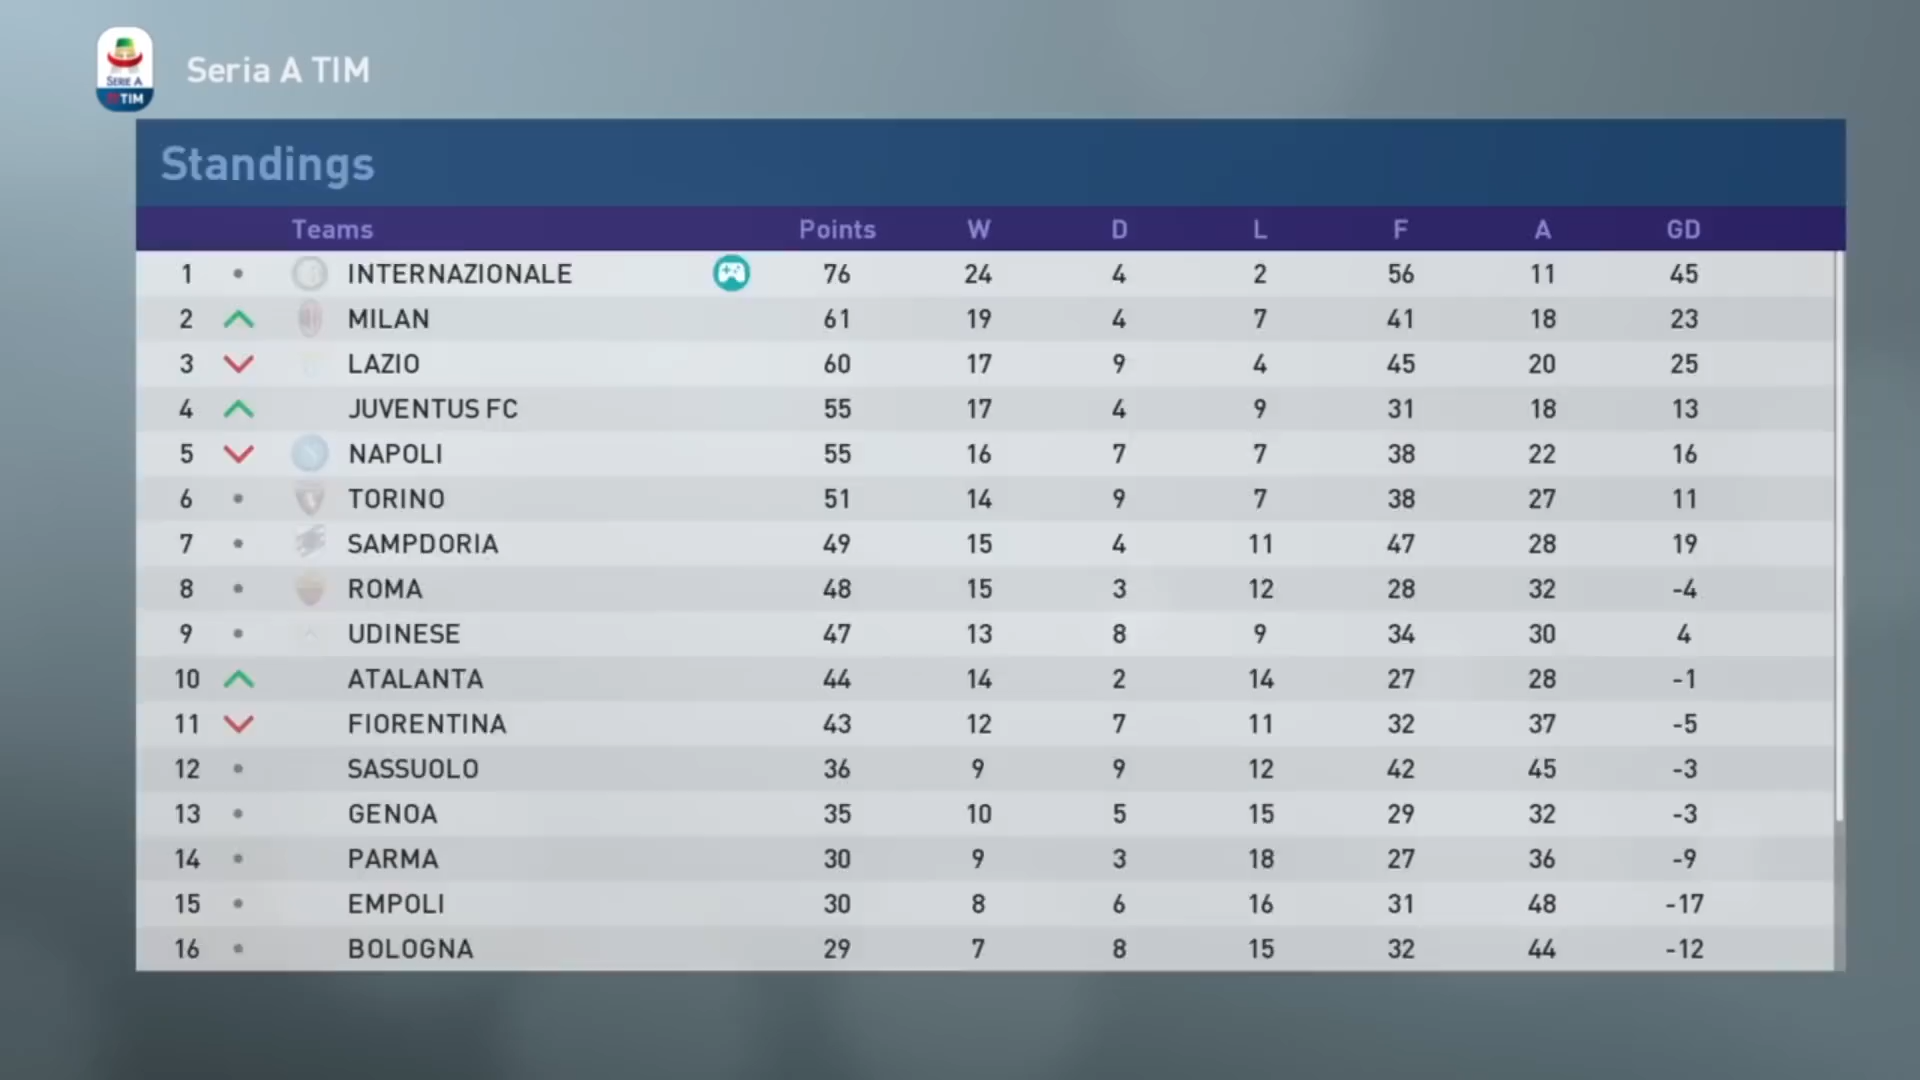 SERIE A
TIM
Seria A TIM
Standings
Teams Points W D L F A GD
1 INTERNAZIONALE 76 24 4 2 56 11 45
2 MILAN 61 19 4 7 41 18 23
3 LAZIO 60 17 9 4 45 20 25
4 JUVENTUS FC 55 17 4 9 31 18 13
5 NAPOLI 55 16 7 7 38 22 16
6 TORINO 51 14 9 7 38 27 11
7 SAMPDORIA 49 15 4 11 47 28 19
8 ROMA 48 15 3 12 28 32 -4
9 UDINESE 47 13 8 9 34 30 4
10 ATALANTA 44 14 2 14 27 28 -1
11 FIORENTINA 43 12 7 11 32 37 -5
12 SASSUOLO 36 9 9 12 42 45 -3
13 GENOA 35 10 5 15 29 32 -3
14 PARMA 30 9 3 18 27 36 -9
15 EMPOLI 30 8 6 16 31 48 -17
16 BOLOGNA 29 7 8 15 32 44 -12